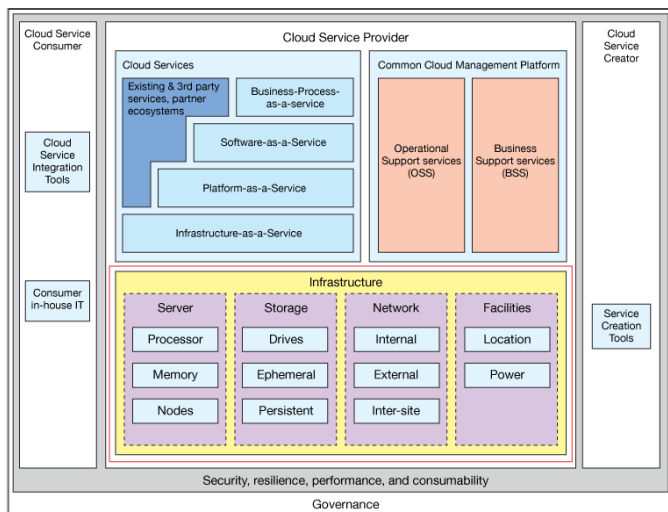 Cloud Service
Consumer
Cloud
Service
Integration
Tools
Consumer
in-house IT
Cloud Service Provider
Cloud Services
Existing & 3rd party
services, partner
ecosystems
Business-Process-
as-a-service
Software-as-a-Service
Platform-as-a-Service
Infrastructure-as-a-Service
Common Cloud Management Platform
Operational
Support services
(OSS)
Business
Support services
(BSS)
Infrastructure
Server
Processor
Memory
Nodes
Storage
Drives
Ephemeral
Persistent
Network
Internal
External
Inter-site
Facilities
Location
Power
Cloud
Service
Creator
Service
Creation
Tools
Security, resilience, performance, and consumability
Governance